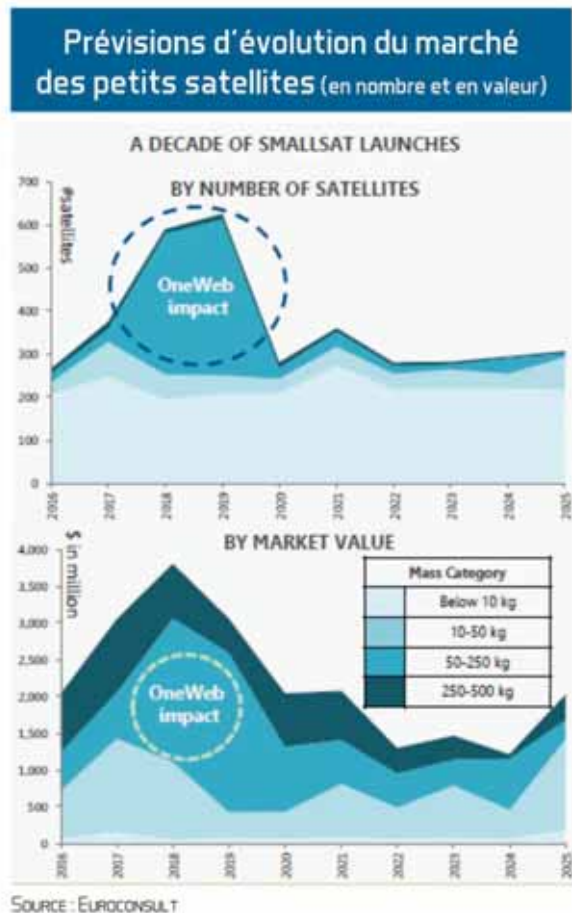 Prévisions d'évolution du marché
des petits satellites (en nombre et en valeur)
A DECADE OF SMALLSAT LAUNCHES
BY NUMBER OF SATELLITES
#satellites
700
600
500
400
300
200
100
0
OneWeb
impact
2016
2017
2018
2019
2020
2021
2022
2023
2024
2025
BY MARKET VALUE
$ in million
4,000
3,500
3,000
2,500
2,000
1,500
1,000
500
0
Mass Category
Below 10 kg
10-50 kg
50-250 kg
250-500 kg
OneWeb
impact
2016
2017
2018
2019
2020
2021
2022
2023
2024
2025
SOURCE : EUROCONSULT